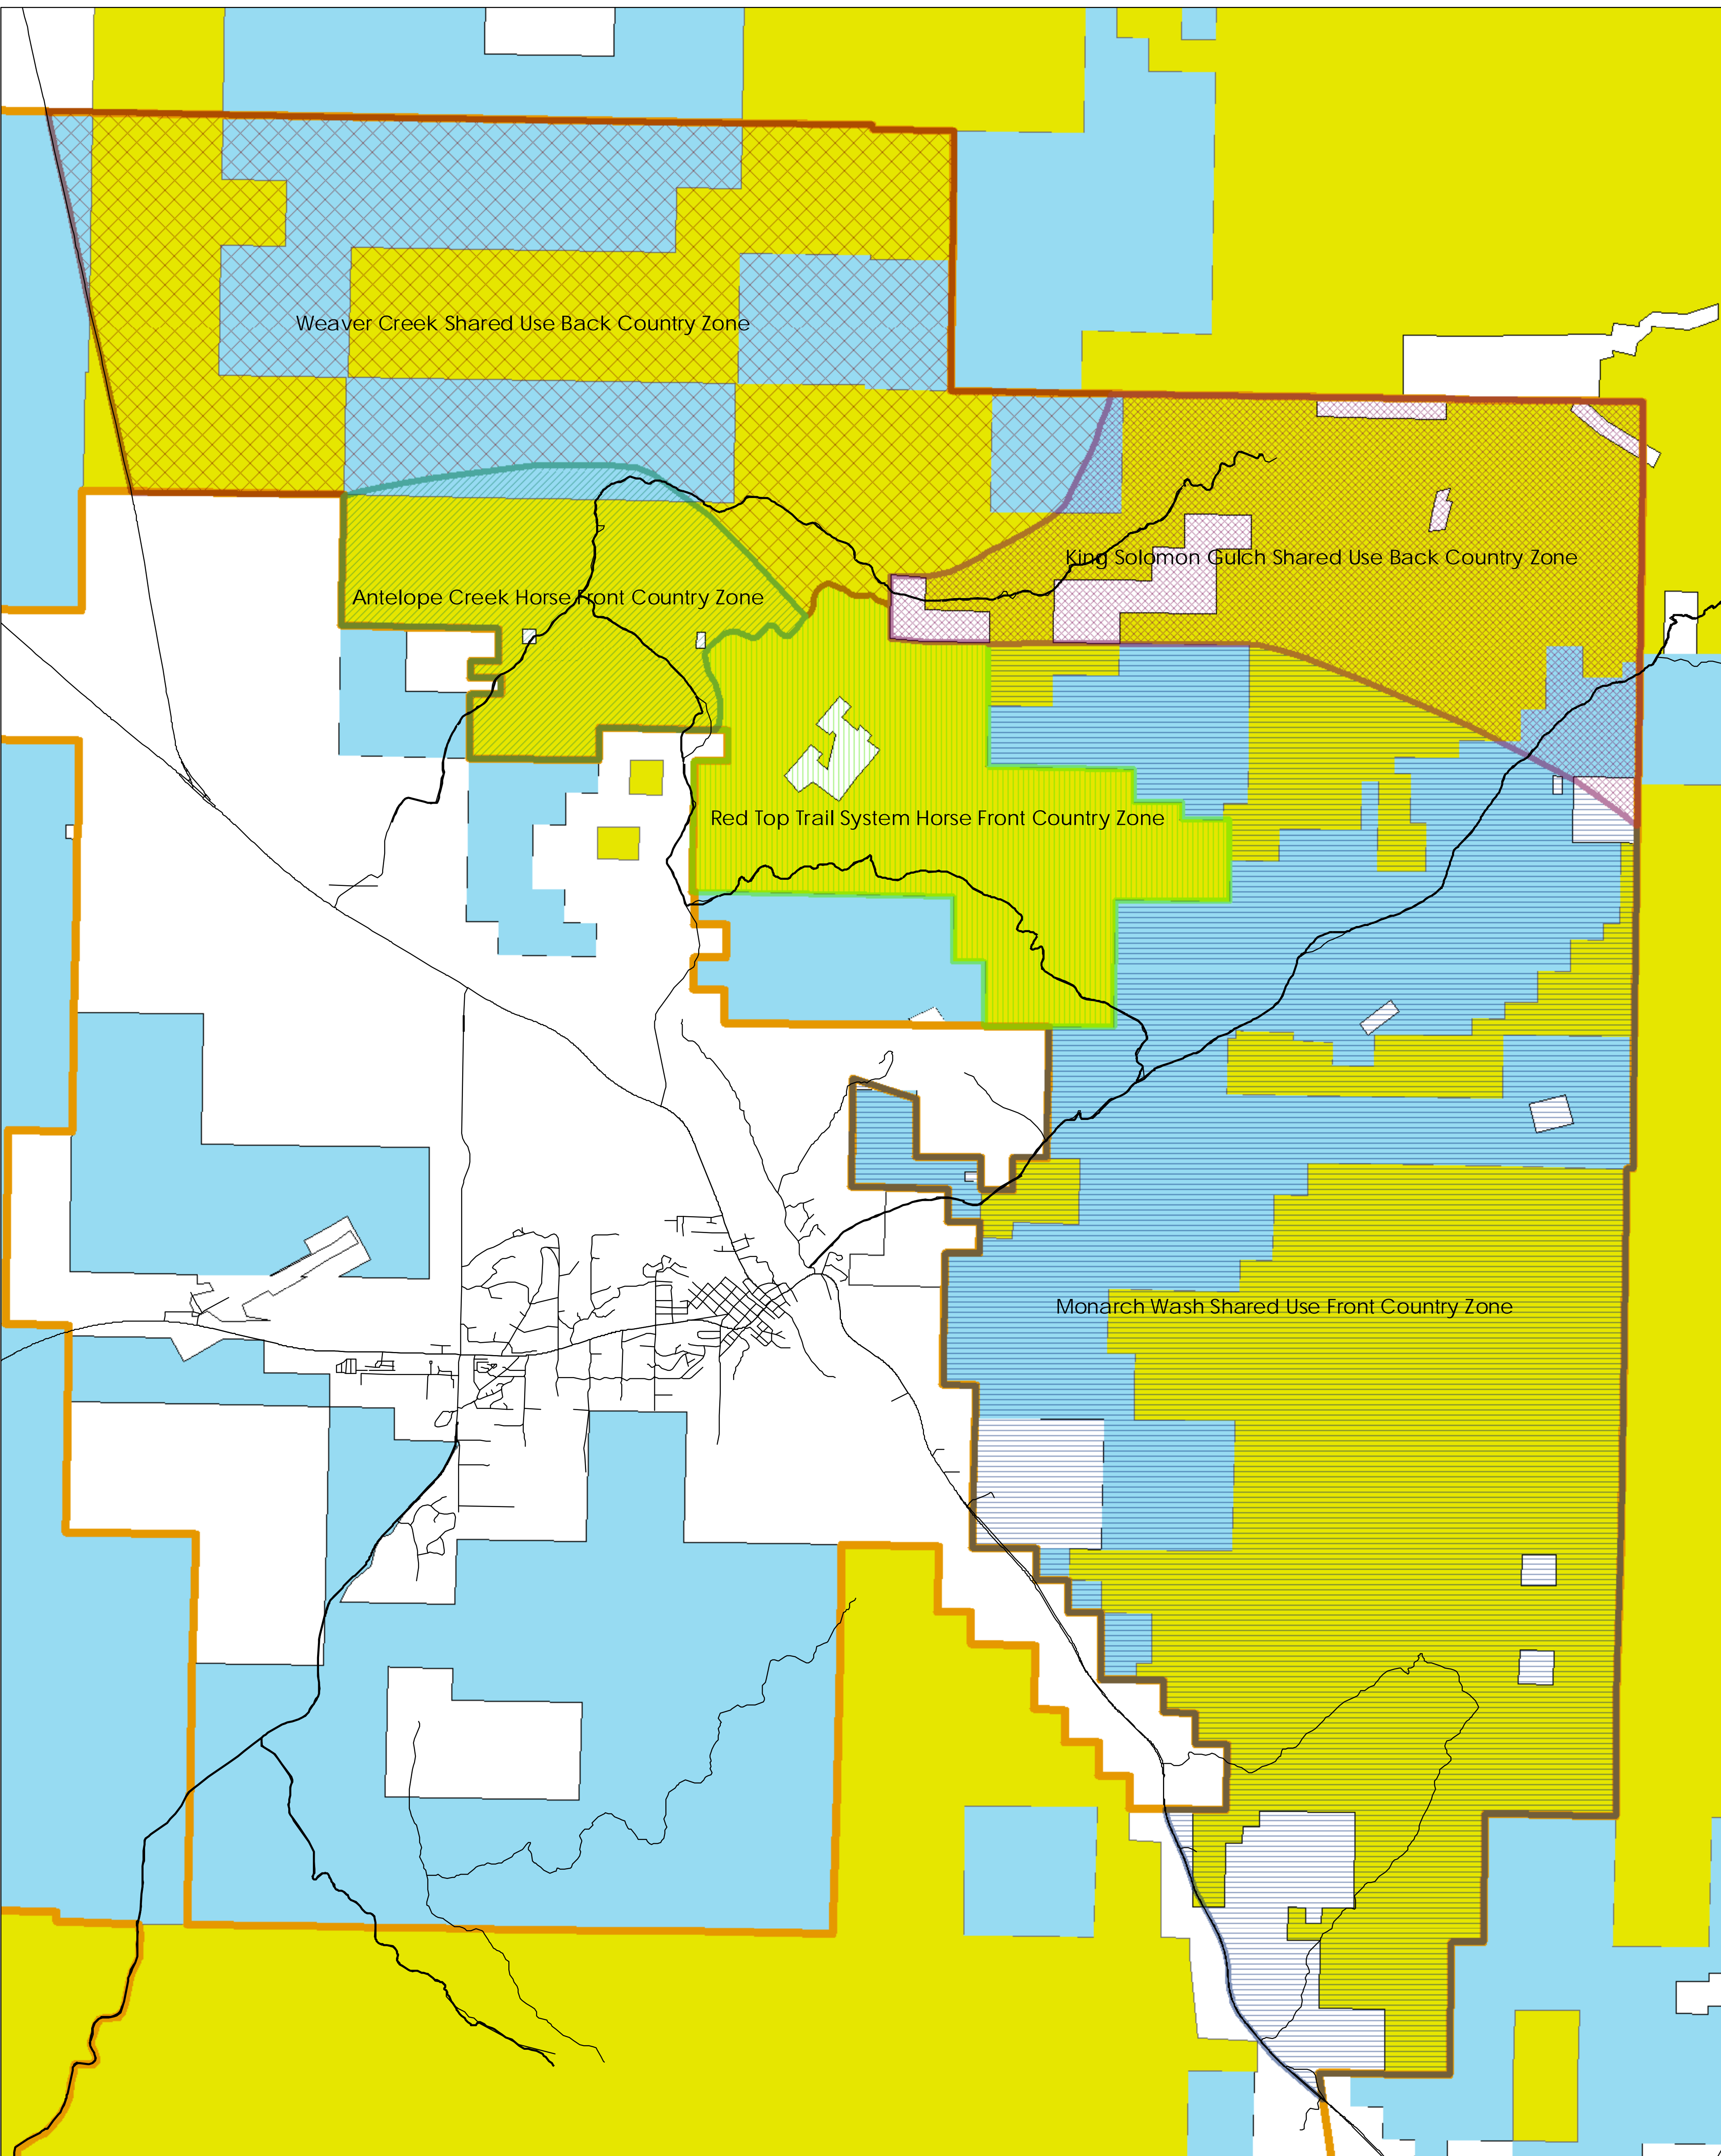 Weaver Creek Shared Use Back Country Zone
King Solomon Gulch Shared Use Back Country Zone
Antelope Creek Horse Front Country Zone
Red Top Trail System Horse Front Country Zone
Monarch Wash Shared Use Front Country Zone